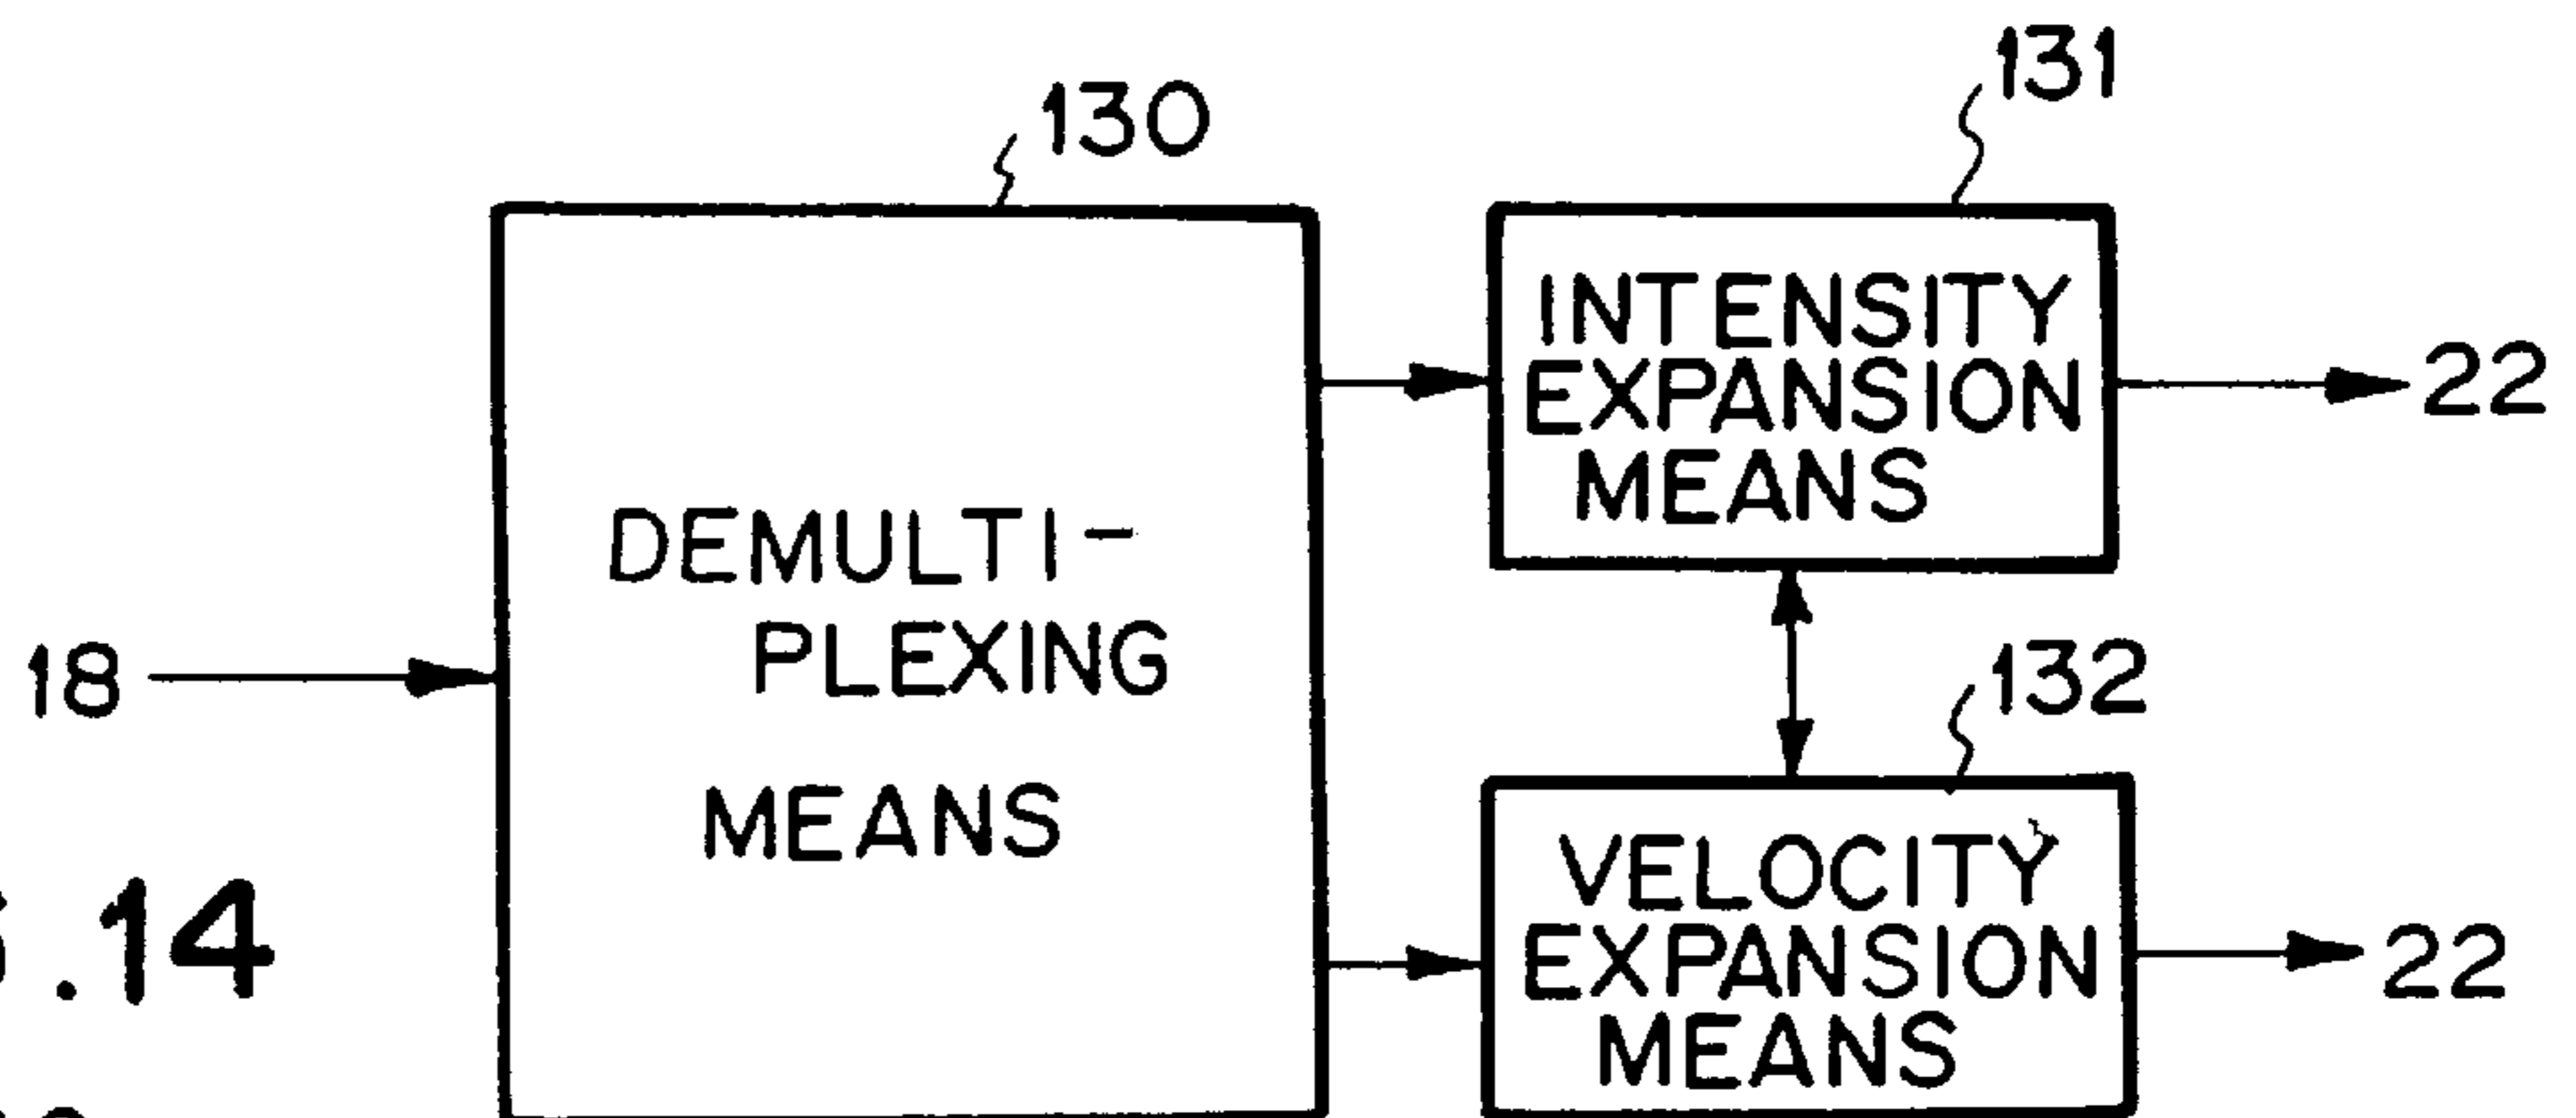 130
131
INTENSITY
EXPANSION
MEANS
22
DEMULTI-
PLEXING
MEANS
18
132
VELOCITY
EXPANSION
MEANS
22
.14